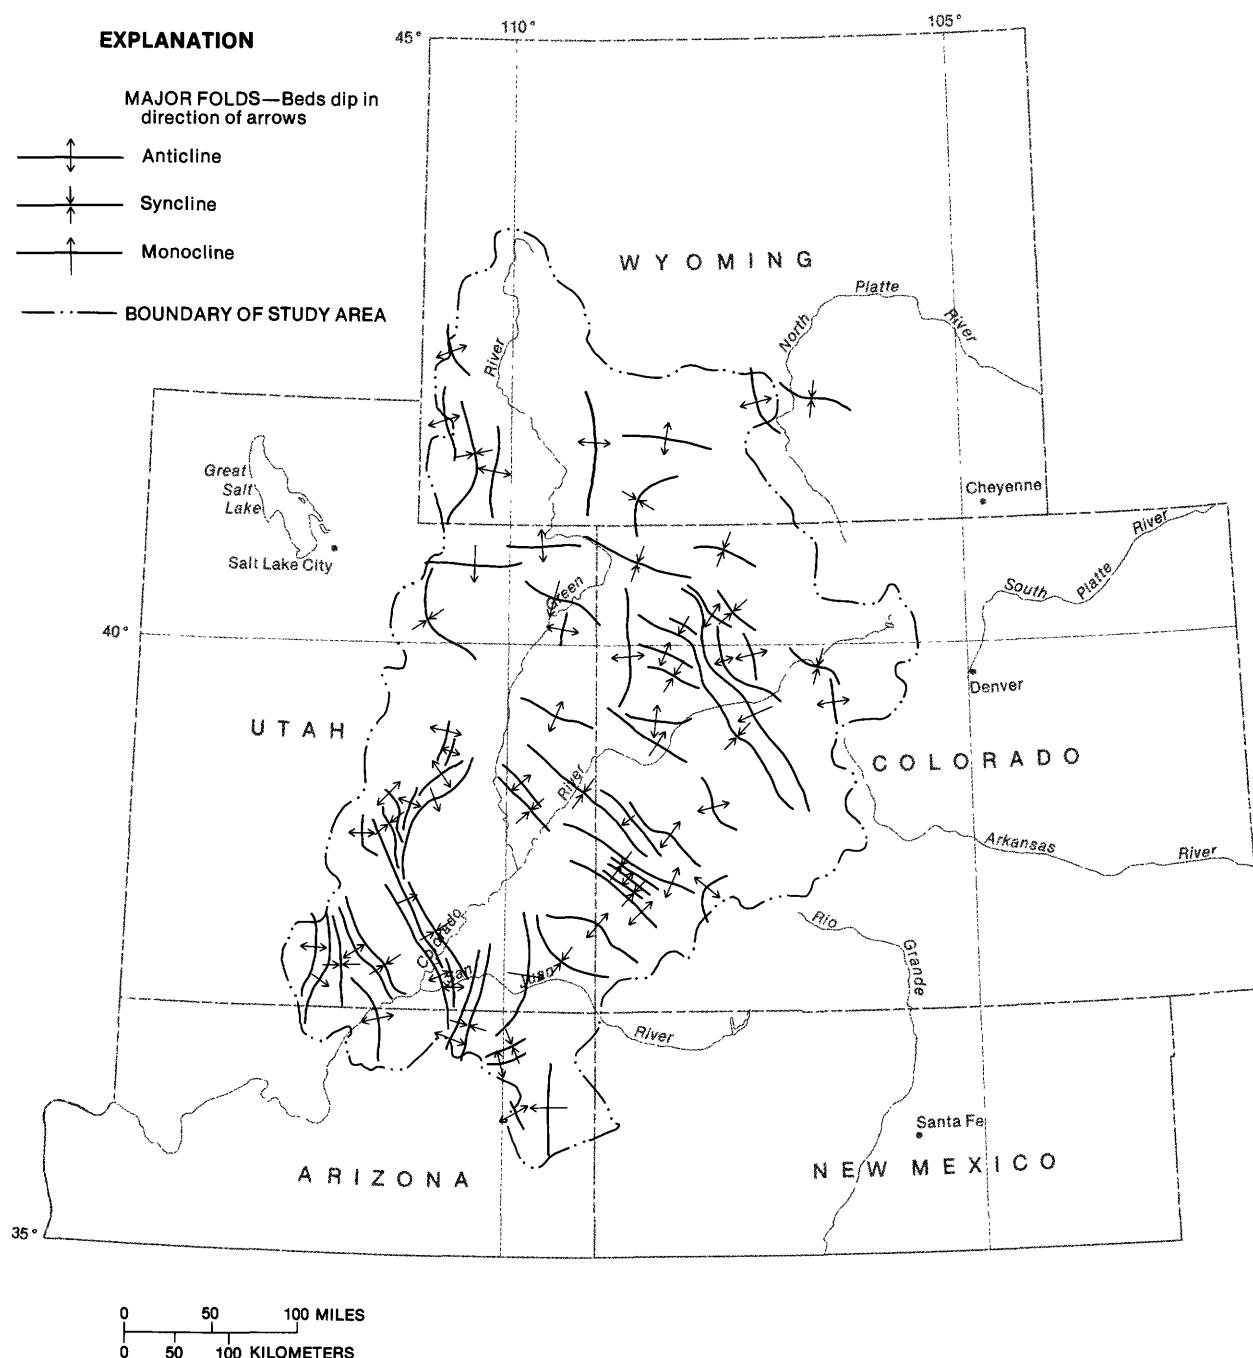 EXPLANATION
MAJOR FOLDS—Beds dip in
direction of arrows
Anticline
Syncline
Monocline
BOUNDARY OF STUDY AREA
45°
110°
105°
WYOMING
North
Platte
River
River
Great
Salt
Lake
Salt Lake City
Cheyenne
River
South
Platte
Green
40°
Denver
UTAH
COLORADO
River
Arkansas
River
Colorado
San
Juan
River
Rio
Grande
Santa Fe
ARIZONA
NEW MEXICO
35°
0 50 100 MILES
0 50 100 KILOMETERS